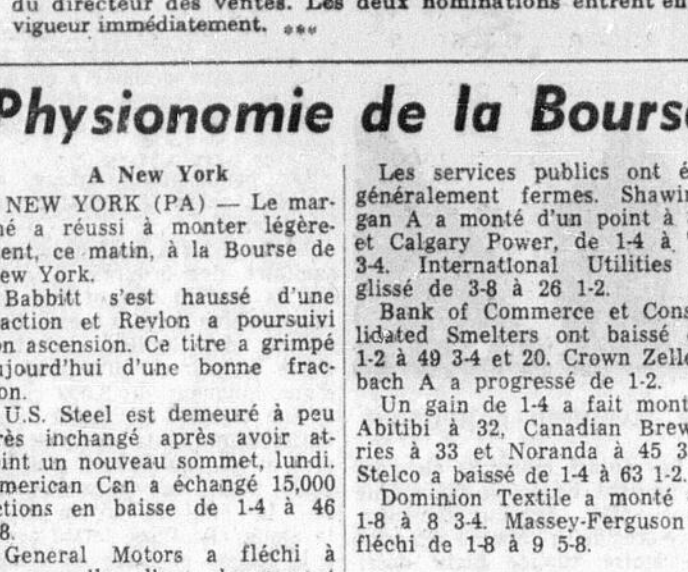 du directeur des ventes. Les deux nominations entrent en
vigueur immédiatement. ***
Physionomie de la Bourse
A New York
NEW YORK (PA) — Le mar-
hé a réussi à monter légère-
ent, ce matin, à la Bourse de
ew York.
Babbitt s'est haussé d'une
action et Revlon a poursuivi
on ascension. Ce titre a grimpé
ujourd'hui d'une bonne frac-
on.
U.S. Steel est demeuré à peu
rès inchangé après avoir at-
int un nouveau sommet, lundi.
merican Can a échangé 15,000
ctions en baisse de 1-4 à 46
8.
General Motors a fléchi à
Les services publics ont é
généralement fermes. Shawin
gan A a monté d'un point à
et Calgary Power, de 1-4 à
3-4. International Utilities
glissé de 3-8 à 26 1-2.
Bank of Commerce et Cons
lidated Smelters ont baissé
1-2 à 49 3-4 et 20. Crown Zelle
bach A a progressé de 1-2.
Un gain de 1-4 a fait mont
Abitibi à 32, Canadian Brew
ries à 33 et Noranda à 45 3
Stelco a baissé de 1-4 à 63 1-2.
Dominion Textile a monté
1-8 à 8 3-4. Massey-Ferguson
fléchi de 1-8 à 9 5-8.